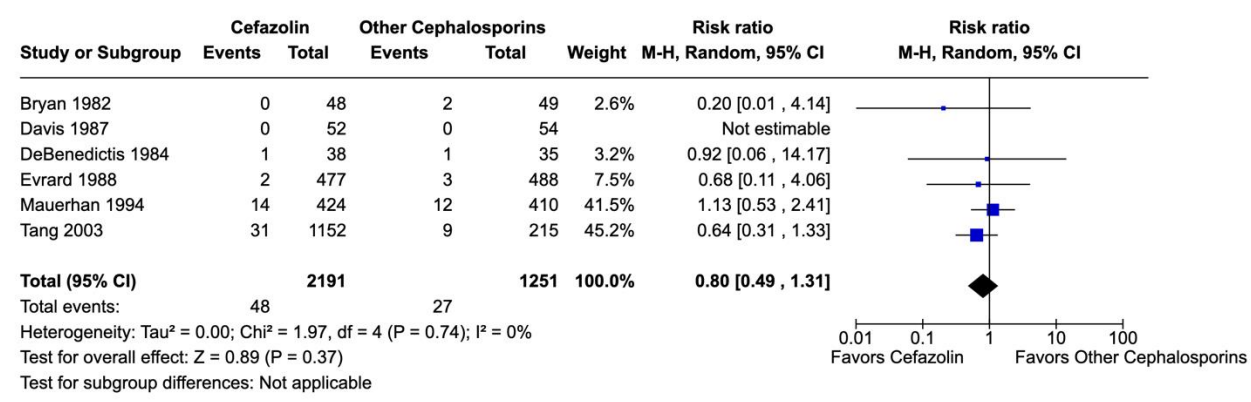 Cefazolin Other Cephalosporins Risk ratio Risk ratio
Study or Subgroup Events Total Events Total Weight M-H, Random, 95% CI M-H, Random, 95% CI
Bryan 1982 0 48 2 49 2.6% 0.20 [0.01 , 4.14]
Davis 1987 0 52 0 54 Not estimable
DeBenedictis 1984 1 38 1 35 3.2% 0.92 [0.06 , 14.17]
Evrard 1988 2 477 3 488 7.5% 0.68 [0.11 , 4.06]
Mauerhan 1994 14 424 12 410 41.5% 1.13 [0.53 , 2.41]
Tang 2003 31 1152 9 215 45.2% 0.64 [0.31 , 1.33]
Total (95% CI) 2191 1251 100.0% 0.80 [0.49 , 1.31]
Total events: 48 27
Heterogeneity: Tau² = 0.00; Chi² = 1.97, df = 4 (P = 0.74); I² = 0%
Test for overall effect: Z = 0.89 (P = 0.37)
Test for subgroup differences: Not applicable
0.01 0.1 1 10 100
Favors Cefazolin Favors Other Cephalosporins